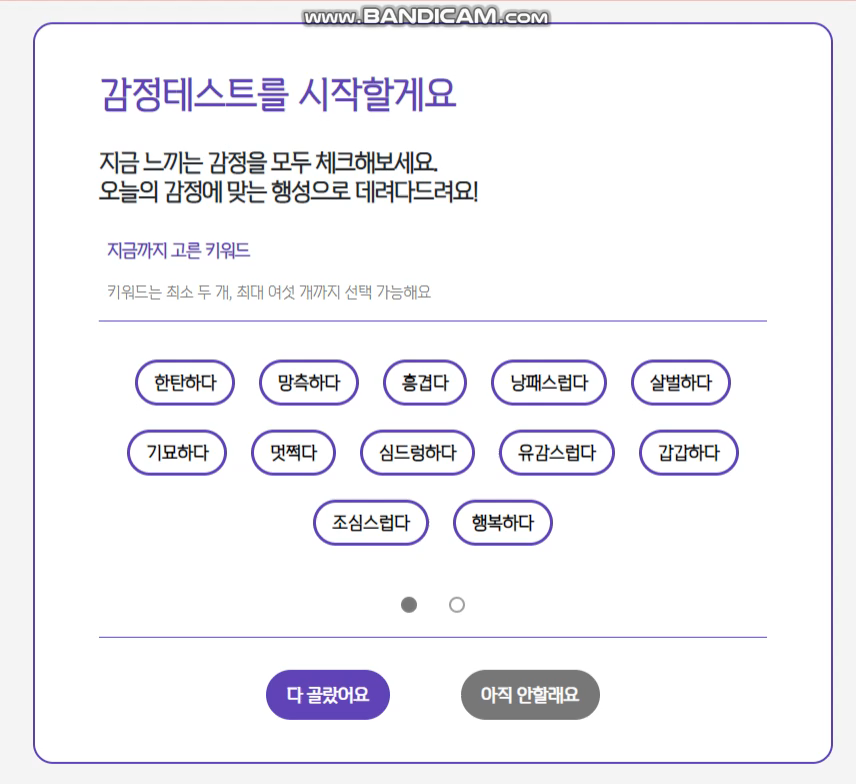 www.BANDICAM.com
감정테스트를 시작할게요
지금 느끼는 감정을 모두 체크해보세요.
오늘의 감정에 맞는 행성으로 데려다드려요!
지금까지 고른 키워드
키워드는 최소 두 개, 최대 여섯 개까지 선택 가능해요
한탄하다 망측하다 흥겹다 낭패스럽다 살벌하다
기묘하다 멋쩍다 심드렁하다 유감스럽다 갑갑하다
조심스럽다 행복하다
다 골랐어요 아직 안할래요